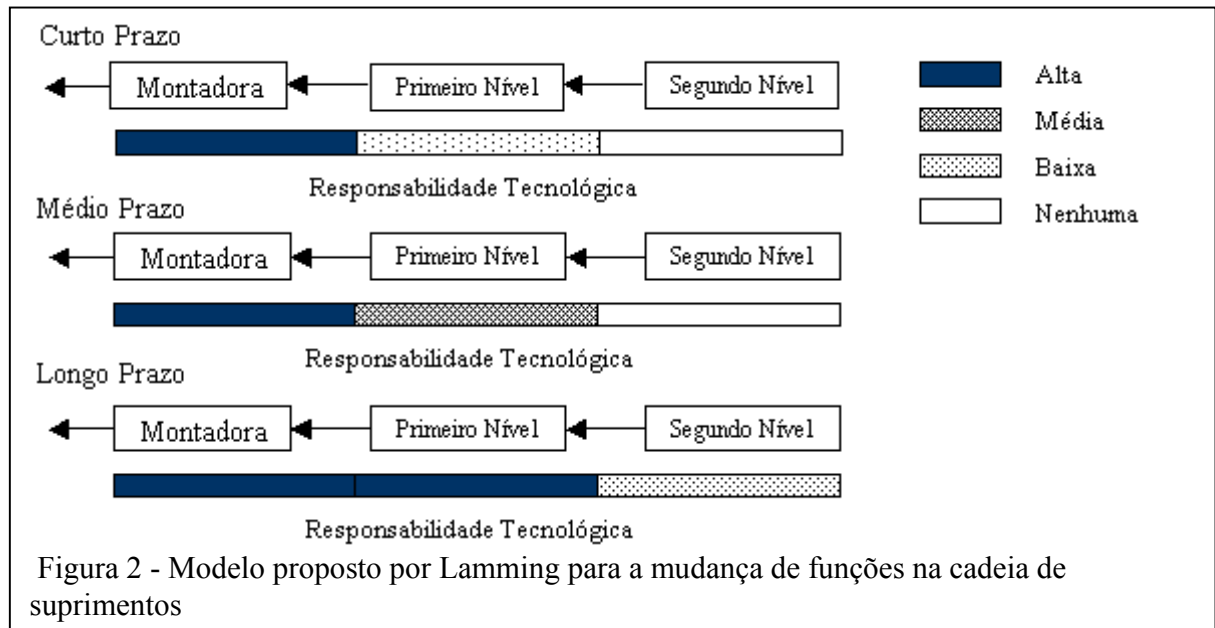 Curto Prazo
Montadora
Primeiro Nível
Segundo Nível
Responsabilidade Tecnológica
Médio Prazo
Montadora
Primeiro Nível
Segundo Nível
Responsabilidade Tecnológica
Longo Prazo
Montadora
Primeiro Nível
Segundo Nível
Responsabilidade Tecnológica
Alta
Média
Baixa
Nenhuma
Figura 2 - Modelo proposto por Lamming para a mudança de funções na cadeia de
suprimentos